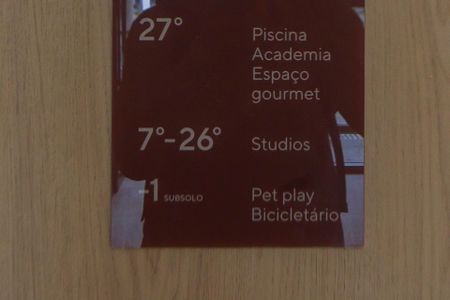 27° Piscina
Academia
Espaço
gourmet
7°-26° Studios
-1 SUBSOLO Pet play
Bicicletário